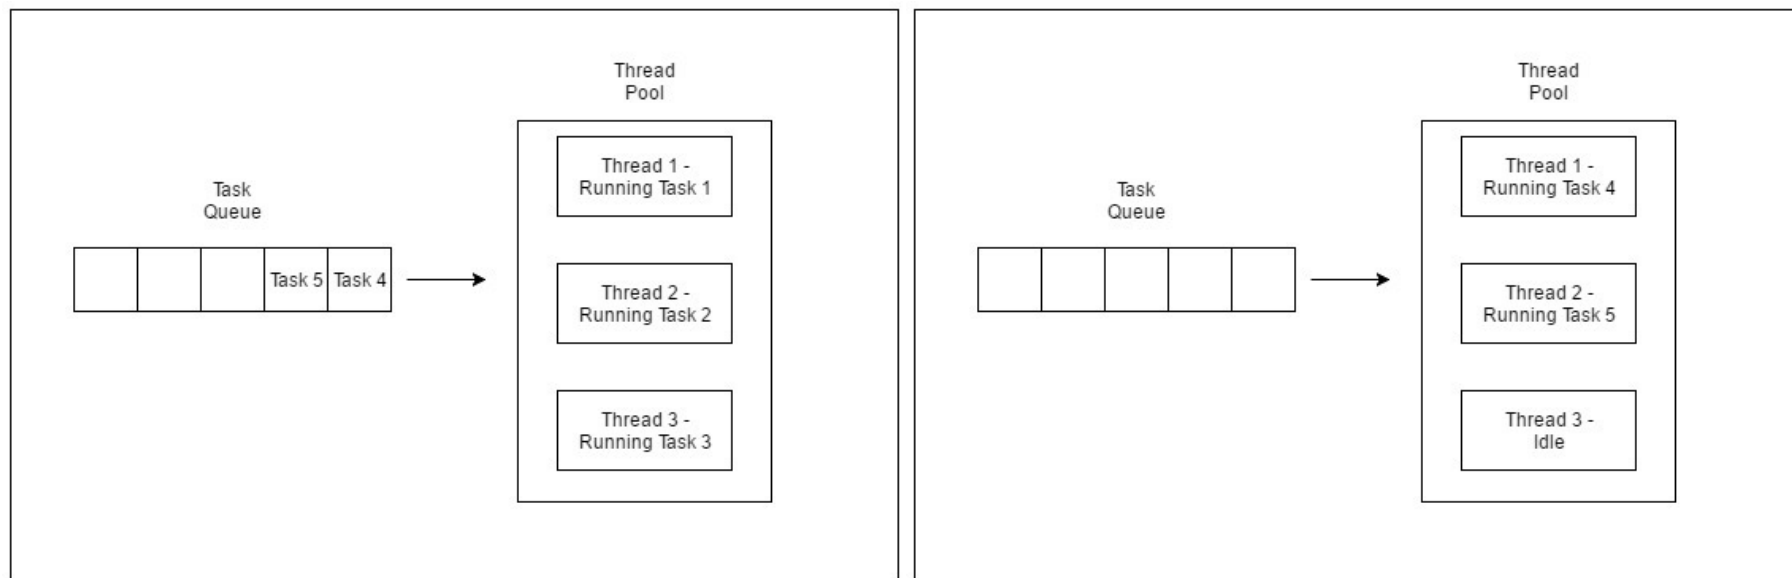 Thread
Pool
Thread 1 -
Running Task 1
Task
Queue
Task 5
Task 4
Thread 2 -
Running Task 2
Thread 3 -
Running Task 3
Thread
Pool
Thread 1 -
Running Task 4
Task
Queue
Thread 2 -
Running Task 5
Thread 3 -
Idle